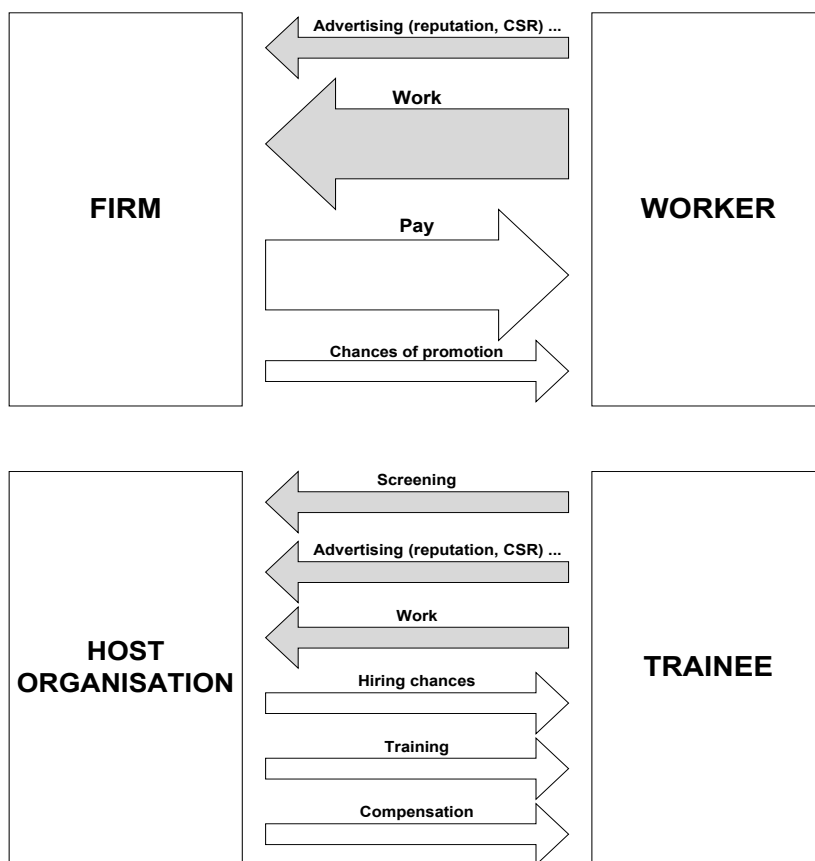 Advertising (reputation, CSR) ...
Work
FIRM
WORKER
Pay
Chances of promotion
Screening
Advertising (reputation, CSR) ...
Work
HOST
ORGANISATION
TRAINEE
Hiring chances
Training
Compensation